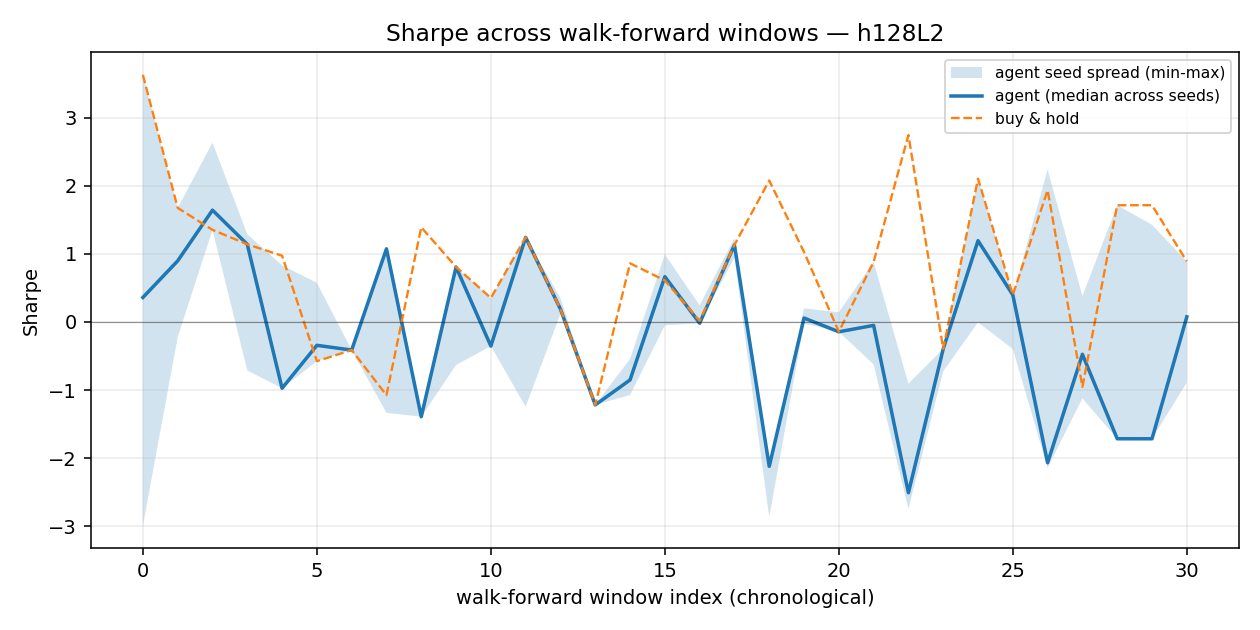 Sharpe across walk-forward windows — h128L2
agent seed spread (min-max)
agent (median across seeds)
buy & hold
Sharpe
3
2
1
0
−1
−2
−3
0 5 10 15 20 25 30
walk-forward window index (chronological)